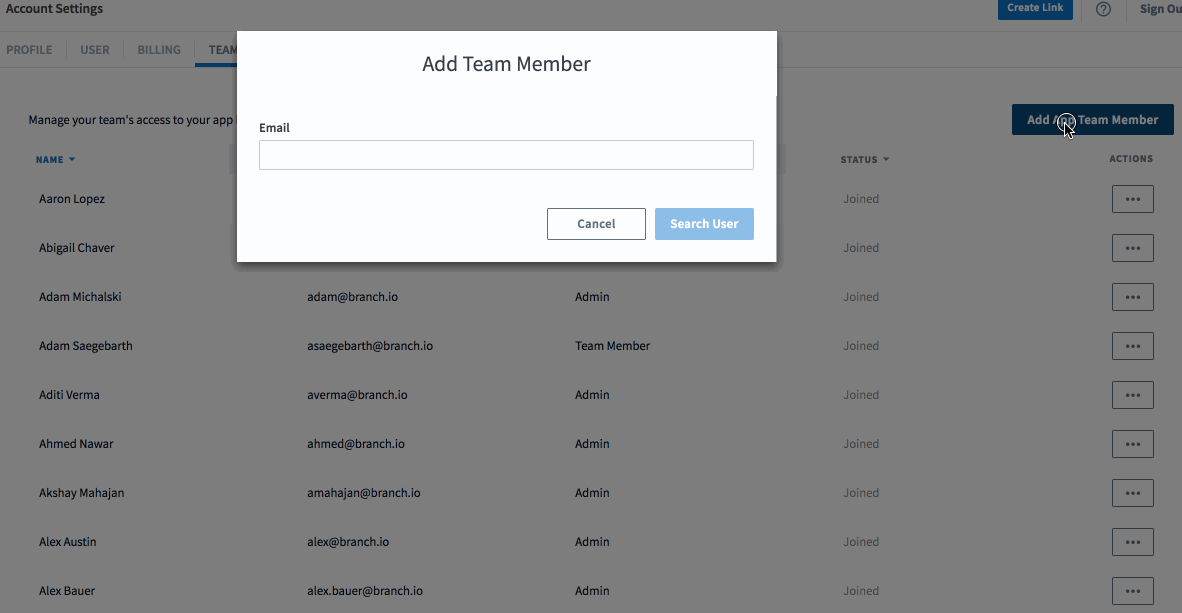 Account Settings
Create Link
?
Sign Ou
PROFILE USER BILLING TEAM
Add Team Member
Manage your team's access to your app
Add App Team Member
Email
NAME STATUS ACTIONS
Aaron Lopez Joined
Cancel Search User
Abigail Chaver Joined
Adam Michalski adam@branch.io Admin Joined
Adam Saegebarth asaegebarth@branch.io Team Member Joined
Aditi Verma averma@branch.io Admin Joined
Ahmed Nawar ahmed@branch.io Admin Joined
Akshay Mahajan amahajan@branch.io Admin Joined
Alex Austin alex@branch.io Admin Joined
Alex Bauer alex.bauer@branch.io Admin Joined